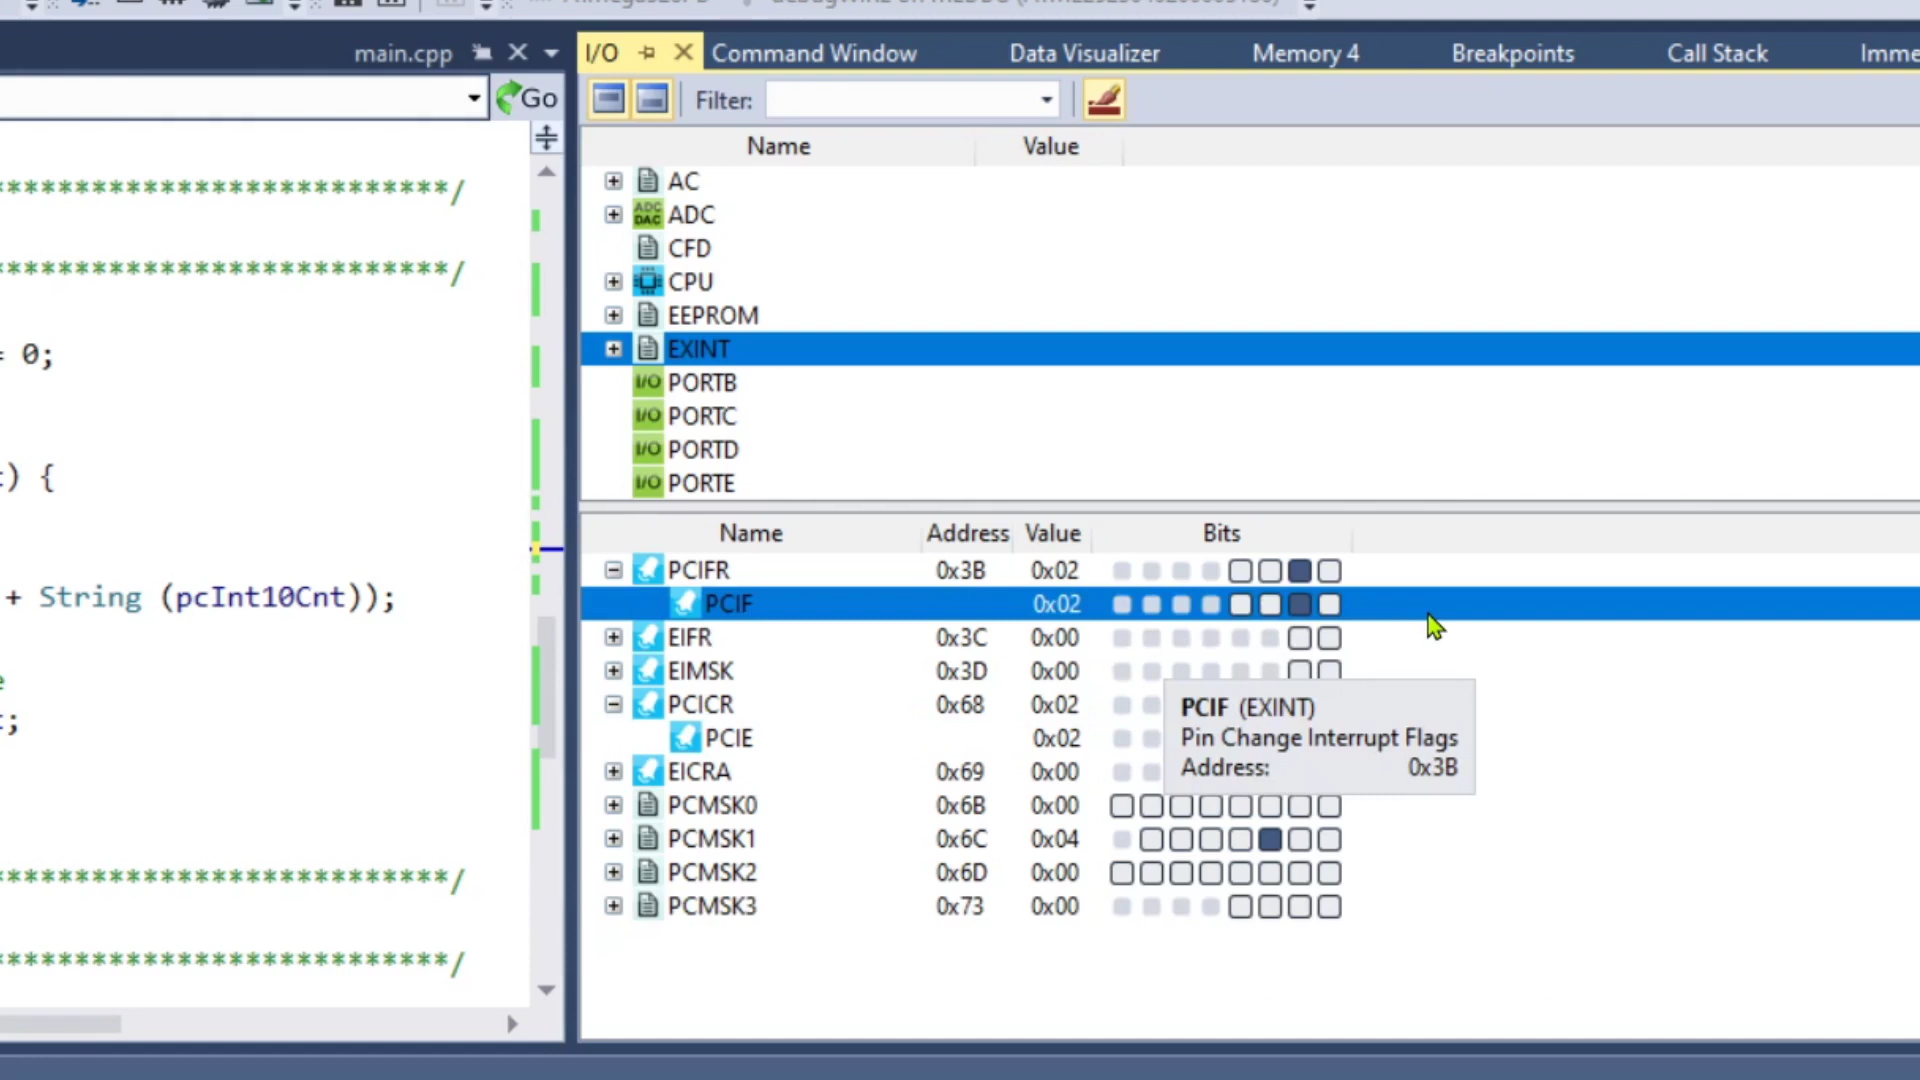 main.cpp
Go
****************************/
****************************/
= 0;
) {
+ String (pcInt10Cnt));
e
;
****************************/
****************************/
I/O Command Window Data Visualizer Memory 4 Breakpoints Call Stack Imme
Filter:
Name Value
AC
ADC DAC ADC
CFD
CPU
EEPROM
EXINT
I/O PORTB
I/O PORTC
I/O PORTD
I/O PORTE
Name Address Value Bits
PCIFR 0x3B 0x02
PCIF 0x02
EIFR 0x3C 0x00
EIMSK 0x3D 0x00
PCICR 0x68 0x02
PCIE 0x02
EICRA 0x69 0x00
PCMSK0 0x6B 0x00
PCMSK1 0x6C 0x04
PCMSK2 0x6D 0x00
PCMSK3 0x73 0x00
PCIF (EXINT)
Pin Change Interrupt Flags
Address: 0x3B